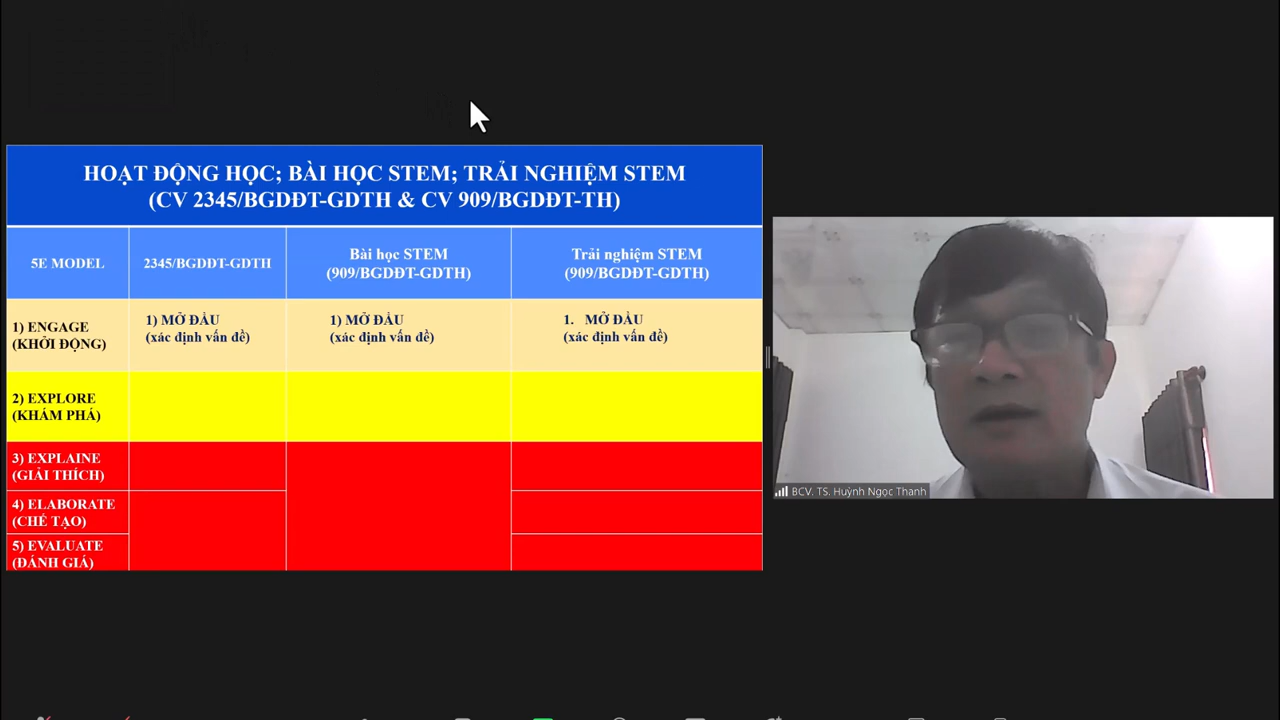 HOẠT ĐỘNG HỌC; BÀI HỌC STEM; TRẢI NGHIỆM STEM
(CV 2345/BGDĐT-GDTH & CV 909/BGDĐT-TH)
5E MODEL
2345/BGDĐT-GDTH
Bài học STEM
(909/BGDĐT-GDTH)
Trải nghiệm STEM
(909/BGDĐT-GDTH)
1) ENGAGE
(KHỞI ĐỘNG)
1) MỞ ĐẦU
(xác định vấn đề)
1) MỞ ĐẦU
(xác định vấn đề)
1. MỞ ĐẦU
(xác định vấn đề)
2) EXPLORE
(KHÁM PHÁ)
3) EXPLAINE
(GIẢI THÍCH)
4) ELABORATE
(CHẾ TẠO)
5) EVALUATE
(ĐÁNH GIÁ)
BCV. TS. Huỳnh Ngọc Thanh